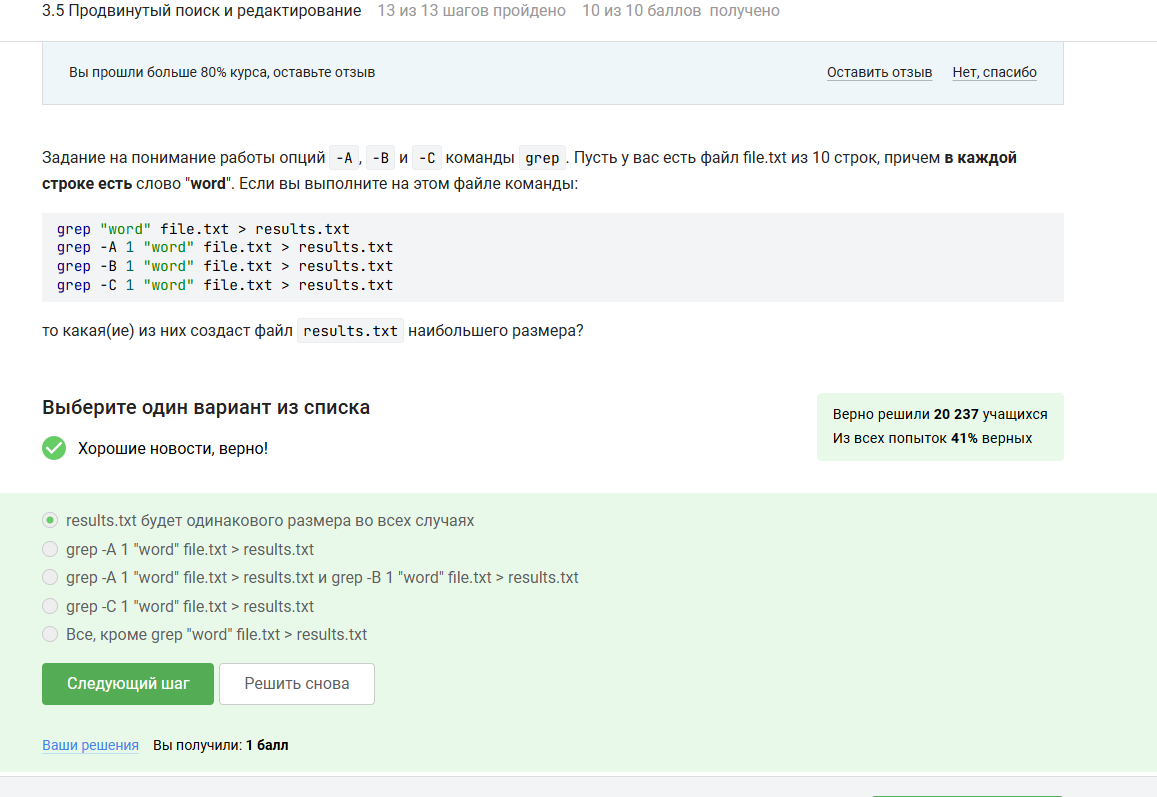 3.5 Продвинутый поиск и редактирование 13 из 13 шагов пройдено 10 из 10 баллов получено
Вы прошли больше 80% курса, оставьте отзыв Оставить отзыв Нет, спасибо
Задание на понимание работы опций -A, -B и -C команды grep. Пусть у вас есть файл file.txt из 10 строк, причем в каждой
строке есть слово "word". Если вы выполните на этом файле команды:
grep "word" file.txt > results.txt
grep -A 1 "word" file.txt > results.txt
grep -B 1 "word" file.txt > results.txt
grep -C 1 "word" file.txt > results.txt
то какая(ие) из них создаст файл results.txt наибольшего размера?
Выберите один вариант из списка
Верно решили 20 237 учащихся
Из всех попыток 41% верных
Хорошие новости, верно!
results.txt будет одинакового размера во всех случаях
grep -A 1 "word" file.txt > results.txt
grep -A 1 "word" file.txt > results.txt и grep -B 1 "word" file.txt > results.txt
grep -C 1 "word" file.txt > results.txt
Все, кроме grep "word" file.txt > results.txt
Следующий шаг Решить снова
Ваши решения Вы получили: 1 балл